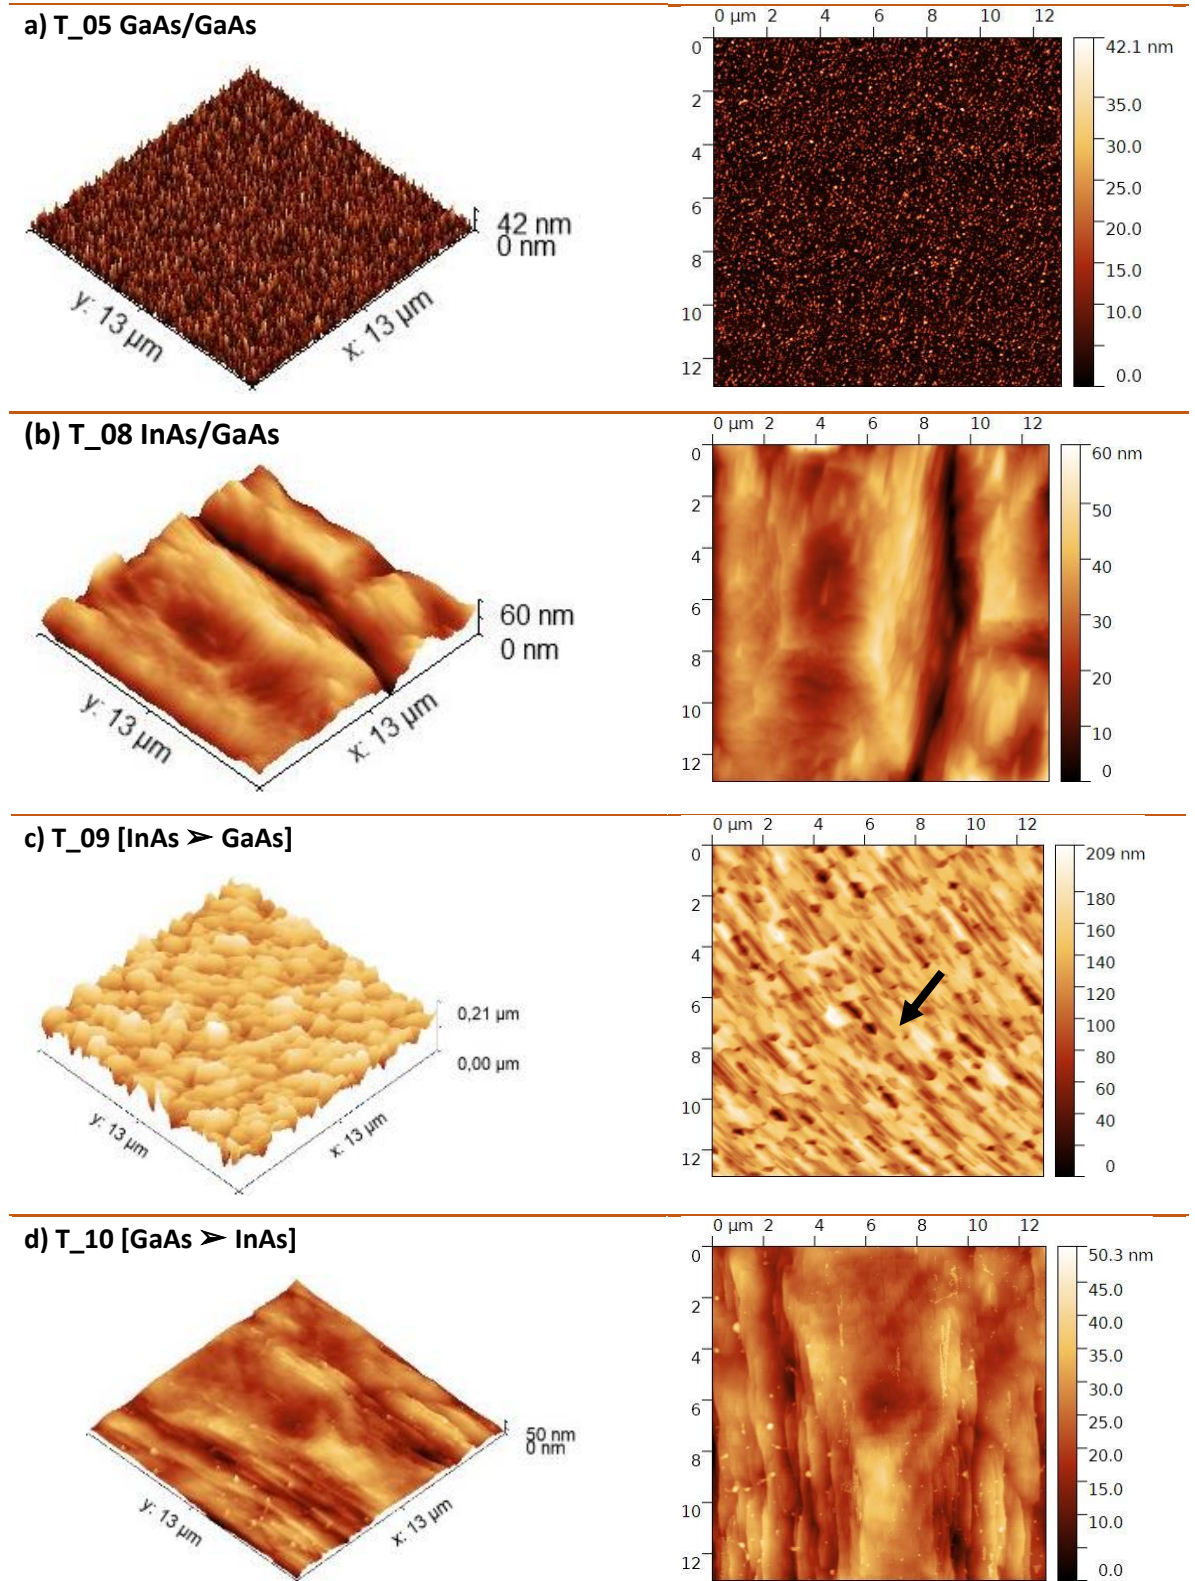 a) T_05 GaAs/GaAs
42 nm
0 nm
y: 13 µm
x: 13 µm
0 µm 2 4 6 8 10 12
0
2
4
6
8
10
12
42.1 nm
35.0
30.0
25.0
20.0
15.0
10.0
0.0
(b) T_08 InAs/GaAs
60 nm
0 nm
y: 13 µm
x: 13 µm
0 µm 2 4 6 8 10 12
0
2
4
6
8
10
12
60 nm
50
40
30
20
10
0
c) T_09 [InAs ➢ GaAs]
0,21 µm
0,00 µm
y: 13 µm
x: 13 µm
0 µm 2 4 6 8 10 12
0
2
4
6
8
10
12
209 nm
180
160
140
120
100
80
60
40
0
d) T_10 [GaAs ➢ InAs]
50 nm
0 nm
y: 13 µm
x: 13 µm
0 µm 2 4 6 8 10 12
0
2
4
6
8
10
12
50.3 nm
45.0
40.0
35.0
30.0
25.0
20.0
15.0
10.0
0.0